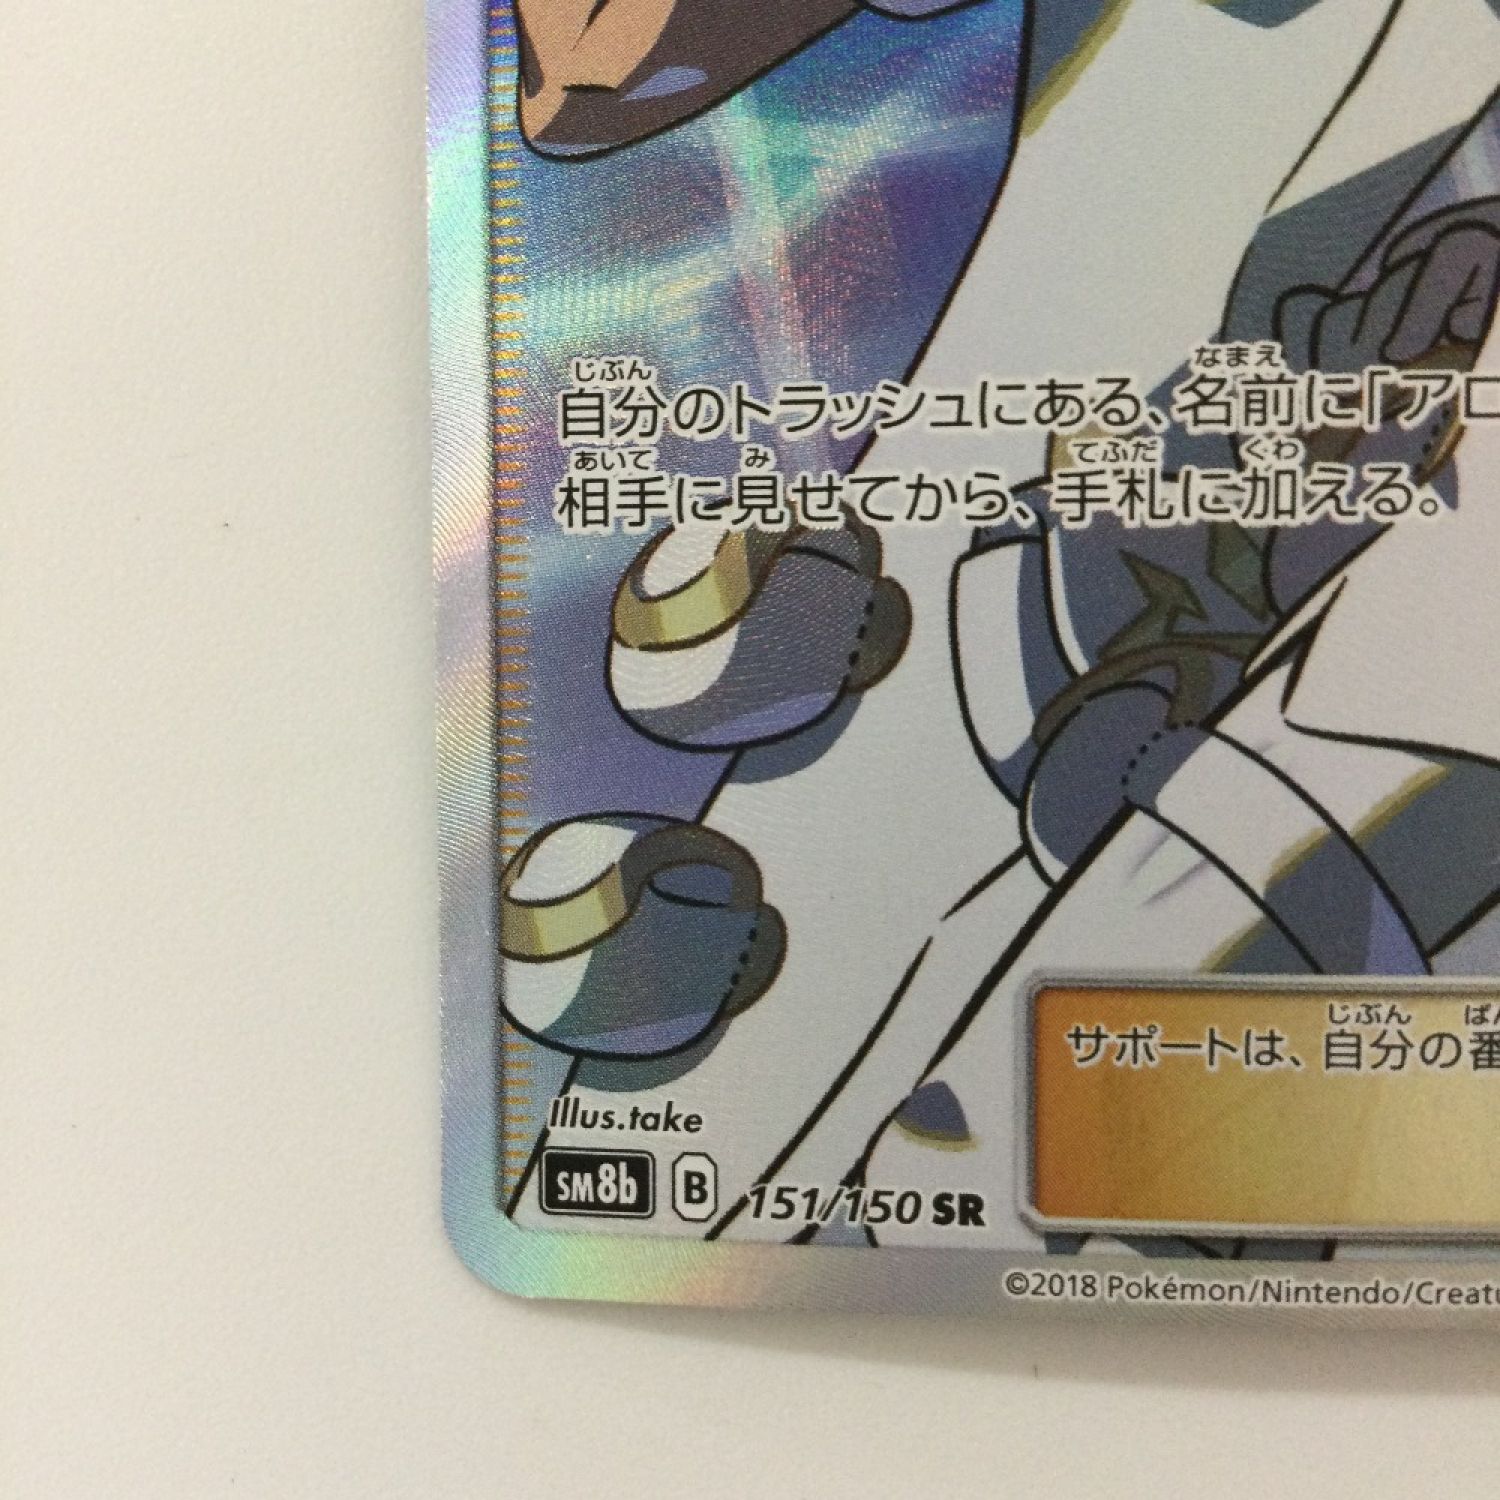 じぶん なまえ
自分のトラッシュにある、名前に「アロ
あいて み てふだ くわ
相手に見せてから、手札に加える。
じぶん ばん
サポートは、自分の番
Illus.take
SM8b B 151/150 SR
©2018 Pokémon/Nintendo/Creatu